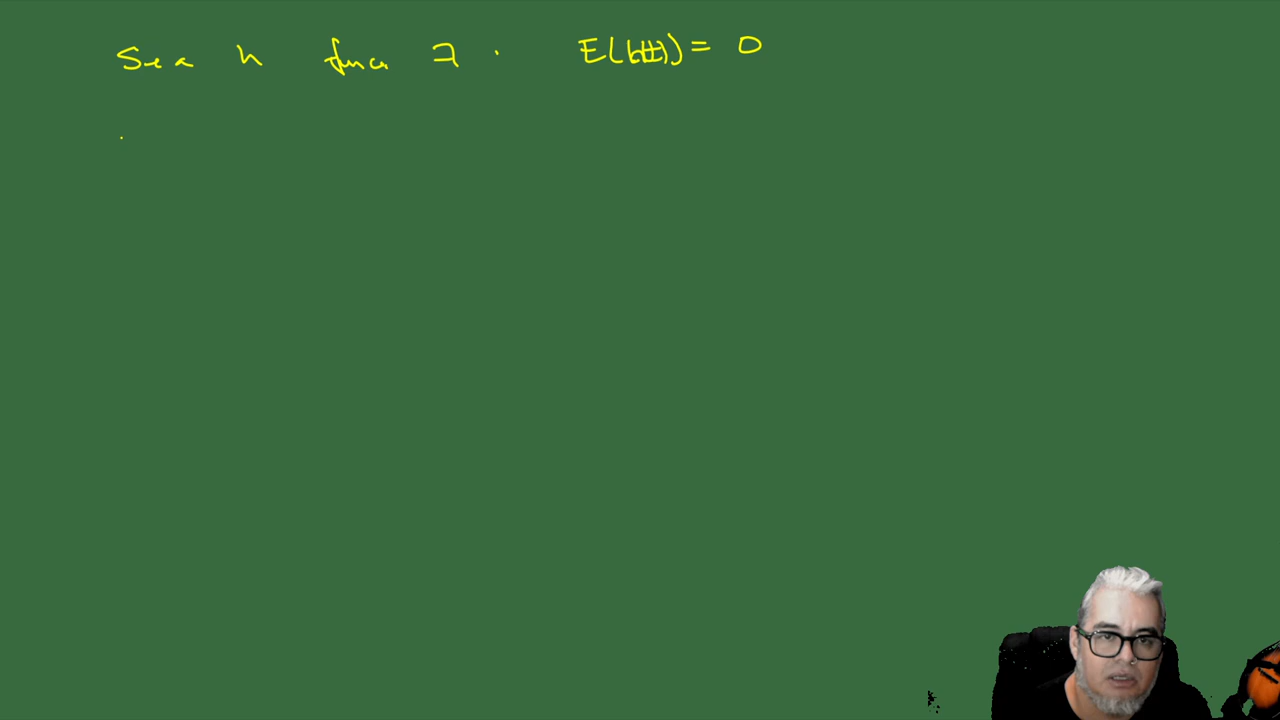 Sea h func ∋. E(h(t)) = 0